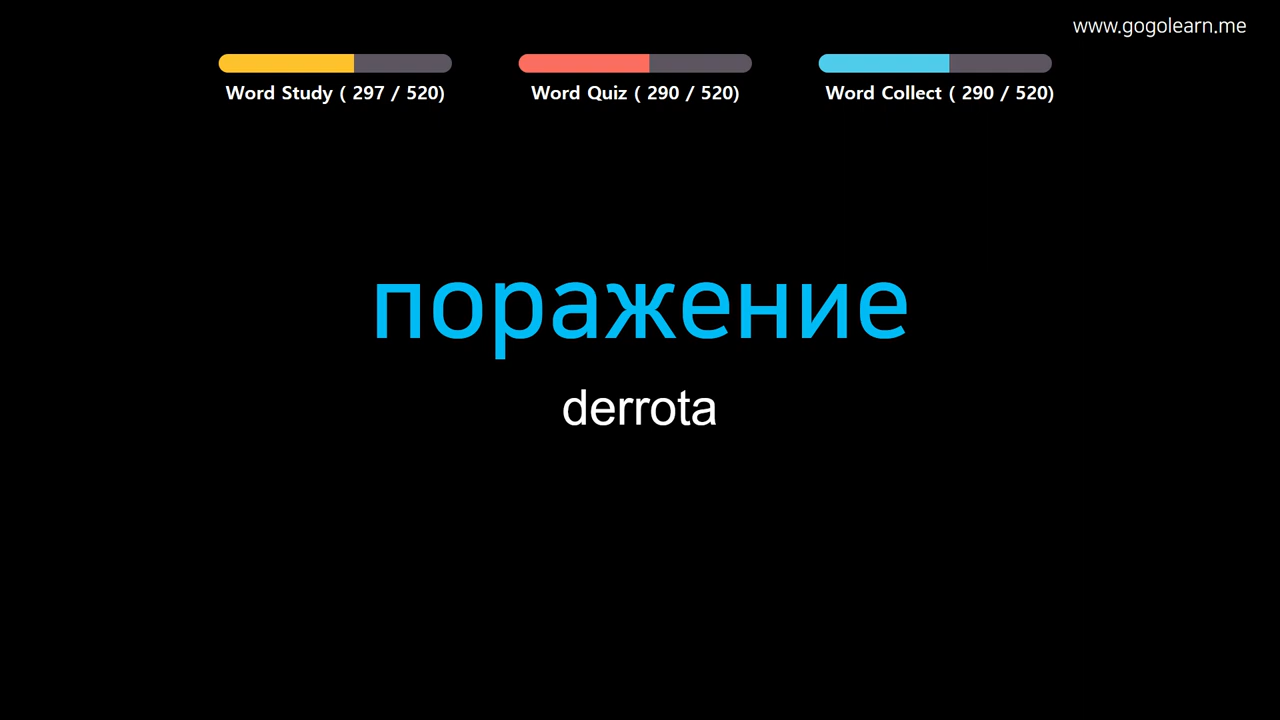 www.gogolearn.me
Word Study ( 297 / 520)
Word Quiz ( 290 / 520)
Word Collect ( 290 / 520)
поражение
derrota